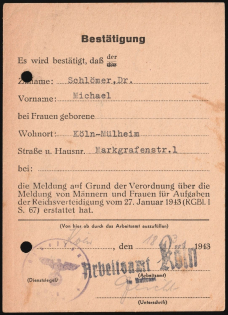 Bestätigung
Es wird bestätigt, daß der
die
Zuname: Schlömer, Dr.
Vorname: Michael
bei Frauen geborene
Wohnort: Köln-Mülheim
Straße u. Hausnr. Markgrafenstr.1
bei:
die Meldung auf Grund der Verordnung über die
Meldung von Männern und Frauen für Aufgaben
der Reichsverteidigung vom 27. Januar 1943 (RGBl. I
S. 67) erstattet hat.
(Von hier ab durch das Arbeitsamt auszufüllen)
, den 1943
Arbeitsamt Köln
(Dienstsiegel) (Arbeitsamt)
(Unterschrift)